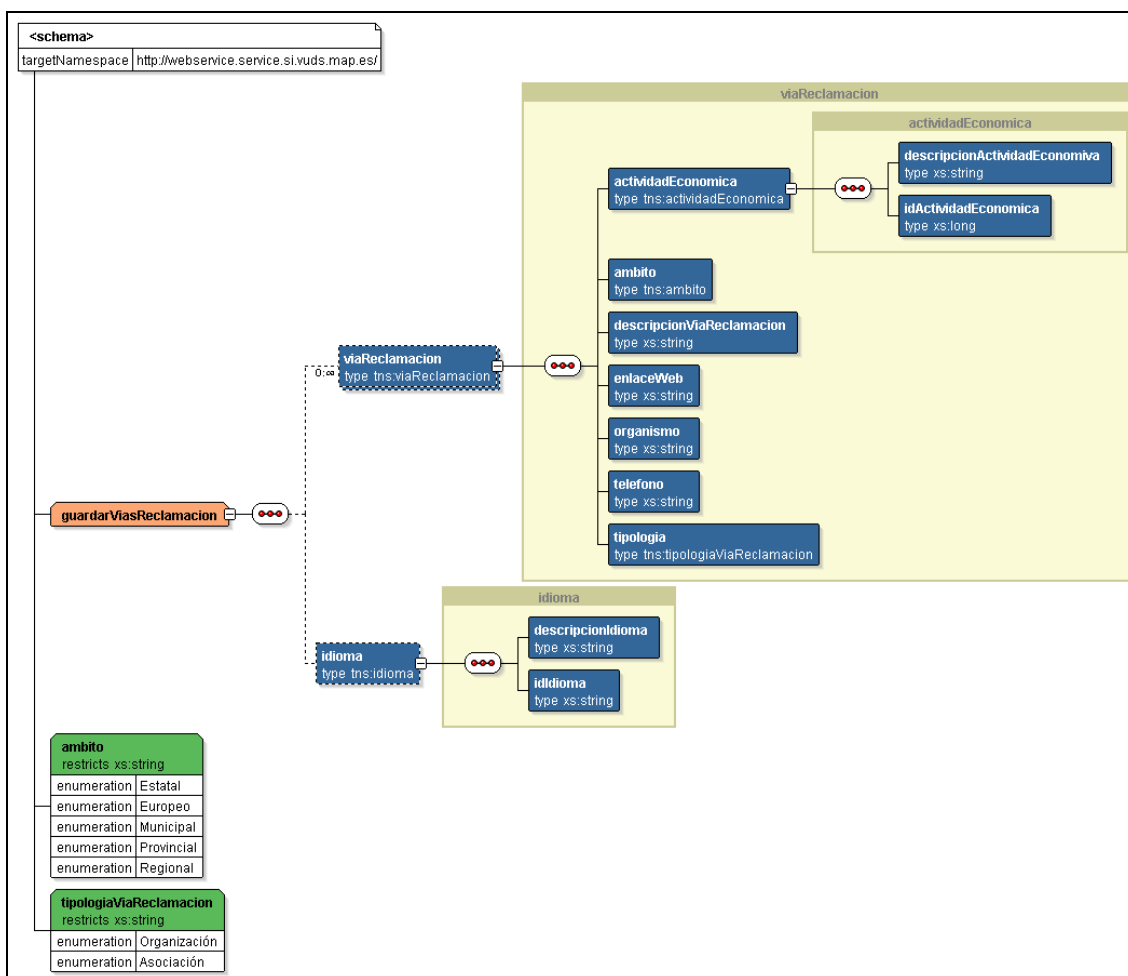 <schema>
targetNamespace http://webservice.service.si.vuds.map.es/
viaReclamacion
actividadEconomica
descripcionActividadEconomiva
type xs:string
idActividadEconomica
type xs:long
actividadEconomica
type tns:actividadEconomica
ambito
type tns:ambito
descripcionViaReclamacion
type xs:string
enlaceWeb
type xs:string
organismo
type xs:string
telefono
type xs:string
tipologia
type tns:tipologiaViaReclamacion
viaReclamacion
type tns:viaReclamacion
0:∞
guardarViasReclamacion
idioma
descripcionIdioma
type xs:string
idIdioma
type xs:string
idioma
type tns:idioma
ambito
restricts xs:string
enumeration Estatal
enumeration Europeo
enumeration Municipal
enumeration Provincial
enumeration Regional
tipologiaViaReclamacion
restricts xs:string
enumeration Organización
enumeration Asociación